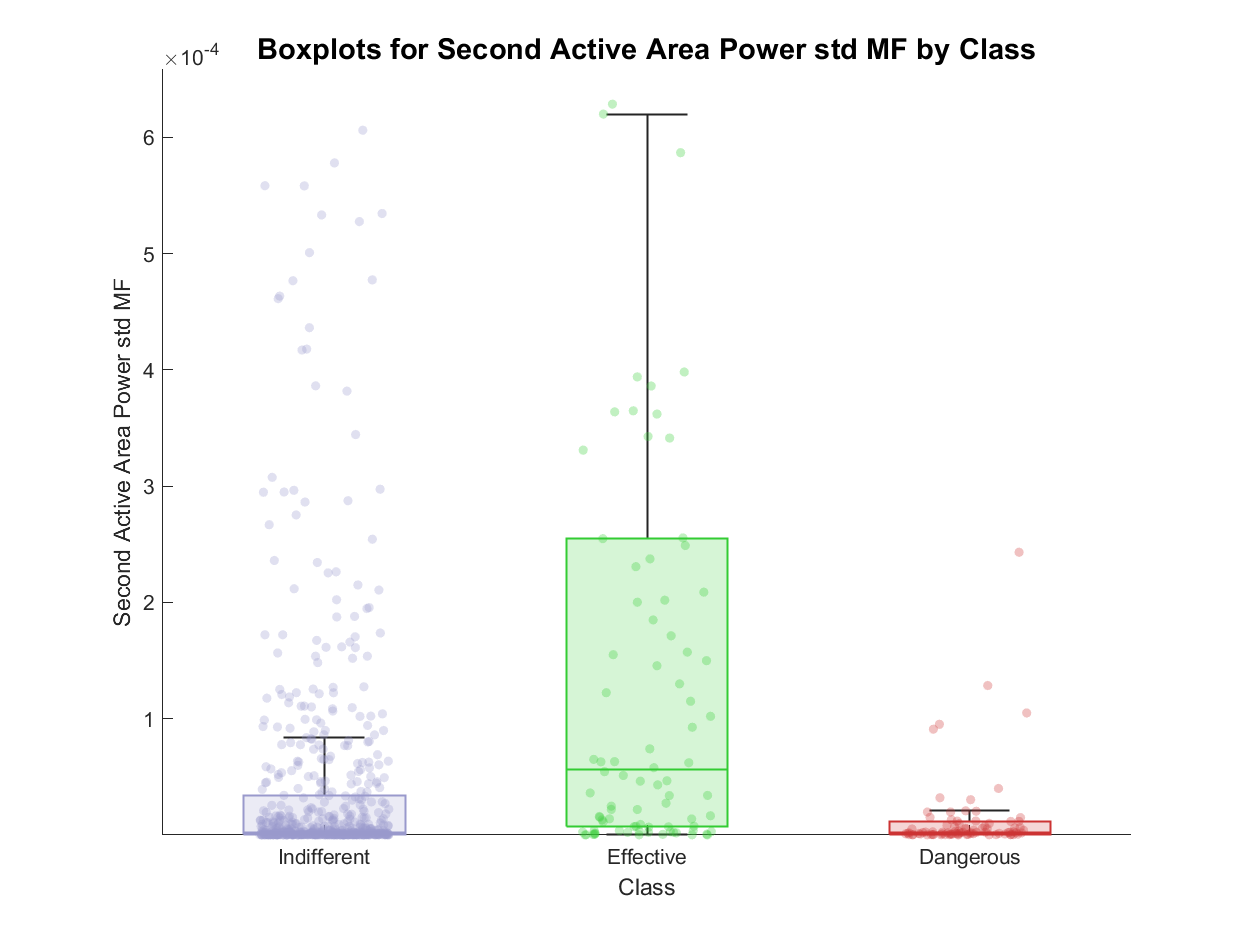 Boxplots for Second Active Area Power std MF by Class
×10⁻⁴
6
5
4
3
2
1
Second Active Area Power std MF
Indifferent Effective Dangerous
Class